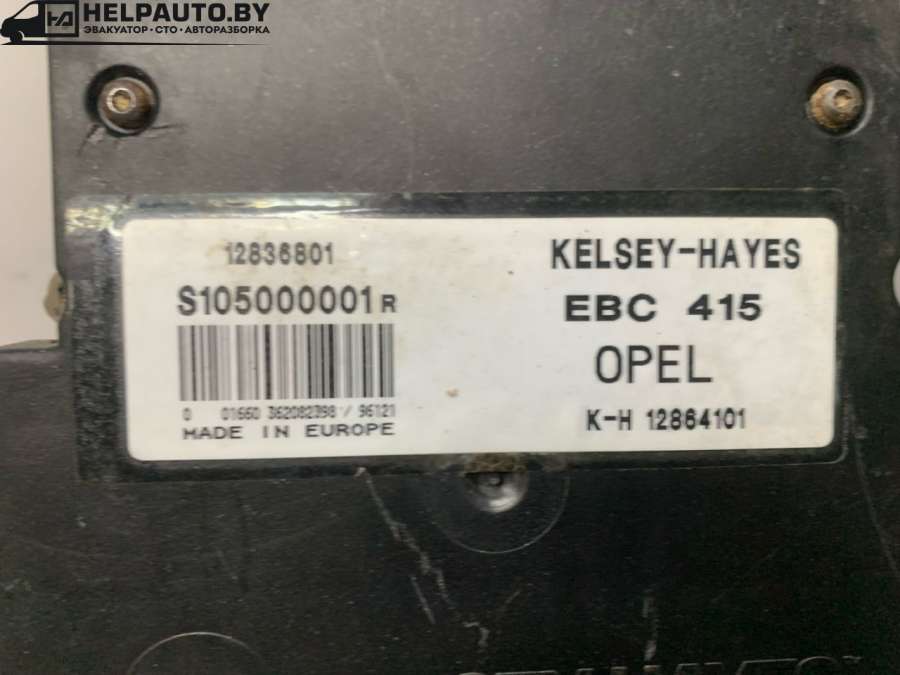 HELPAUTO.BY
ЭВАКУАТОР • СТО • АВТОРАЗБОРКА
12836801
S105000001R
0 01660 362082398 / 96121
MADE IN EUROPE
KELSEY-HAYES
EBC 415
OPEL
K-H 12864101